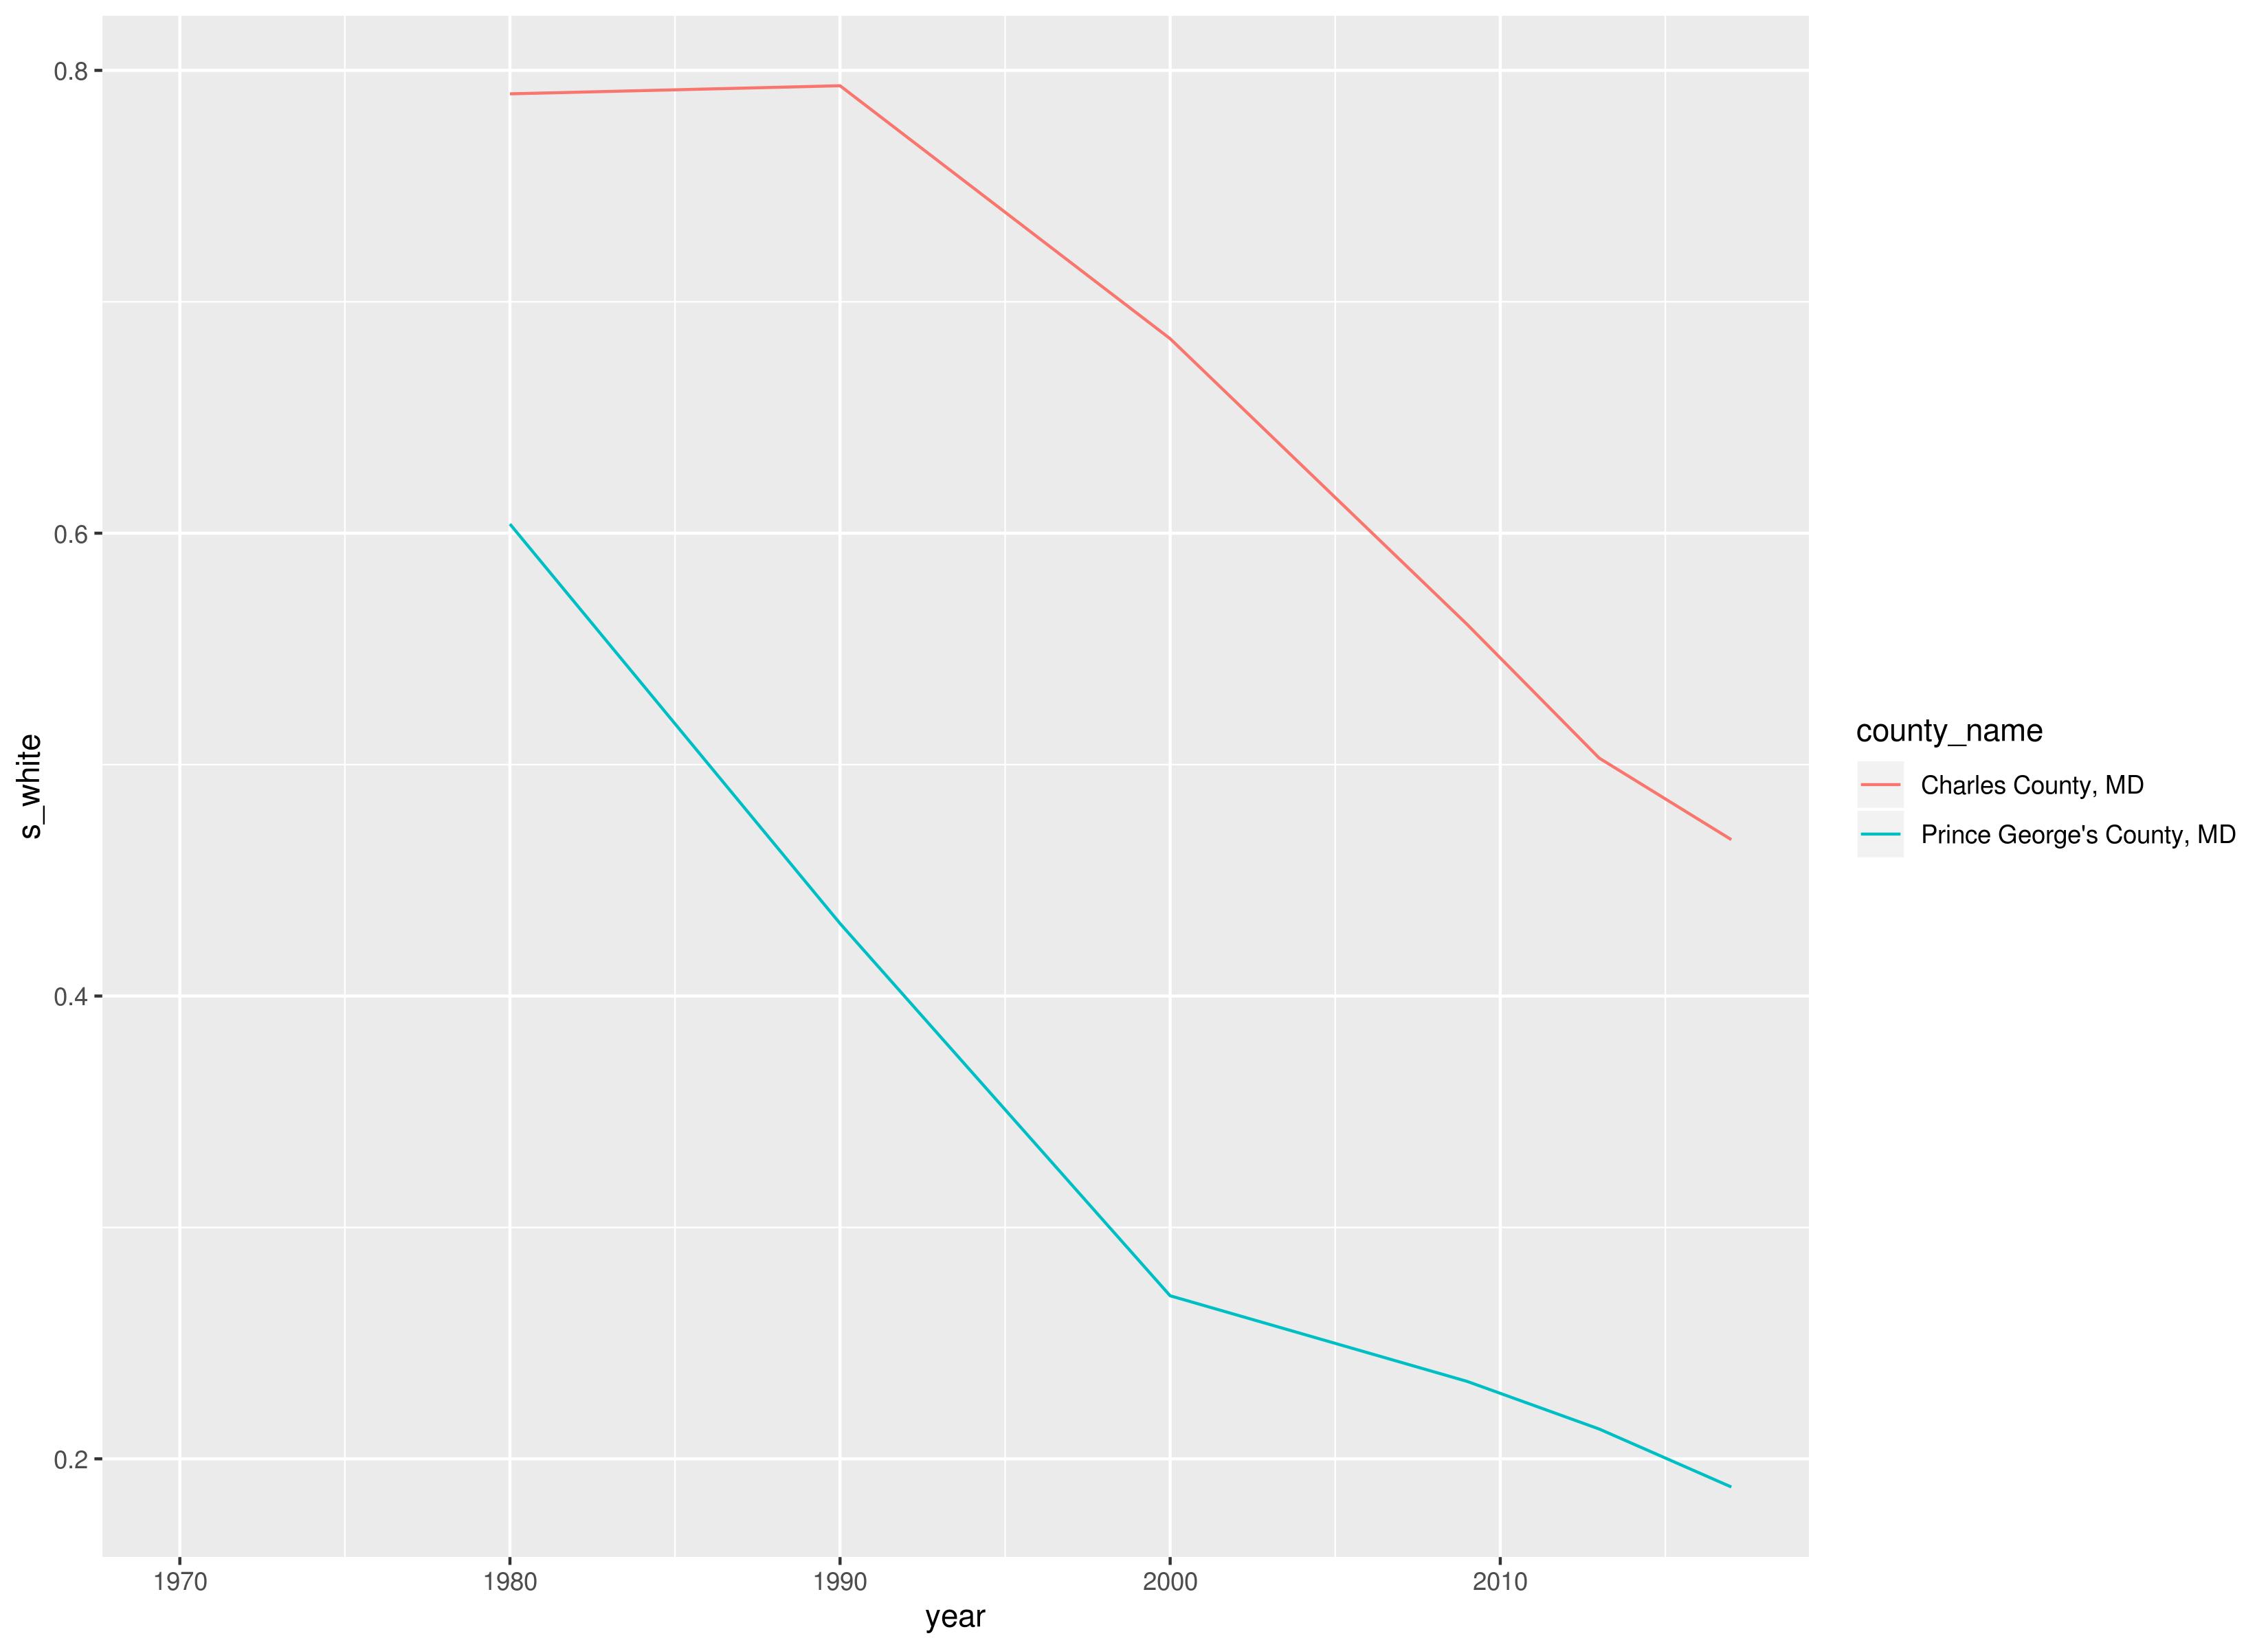 0.8
0.6
0.4
0.2
s_white
1970
1980
1990
2000
2010
year
county_name
Charles County, MD
Prince George's County, MD